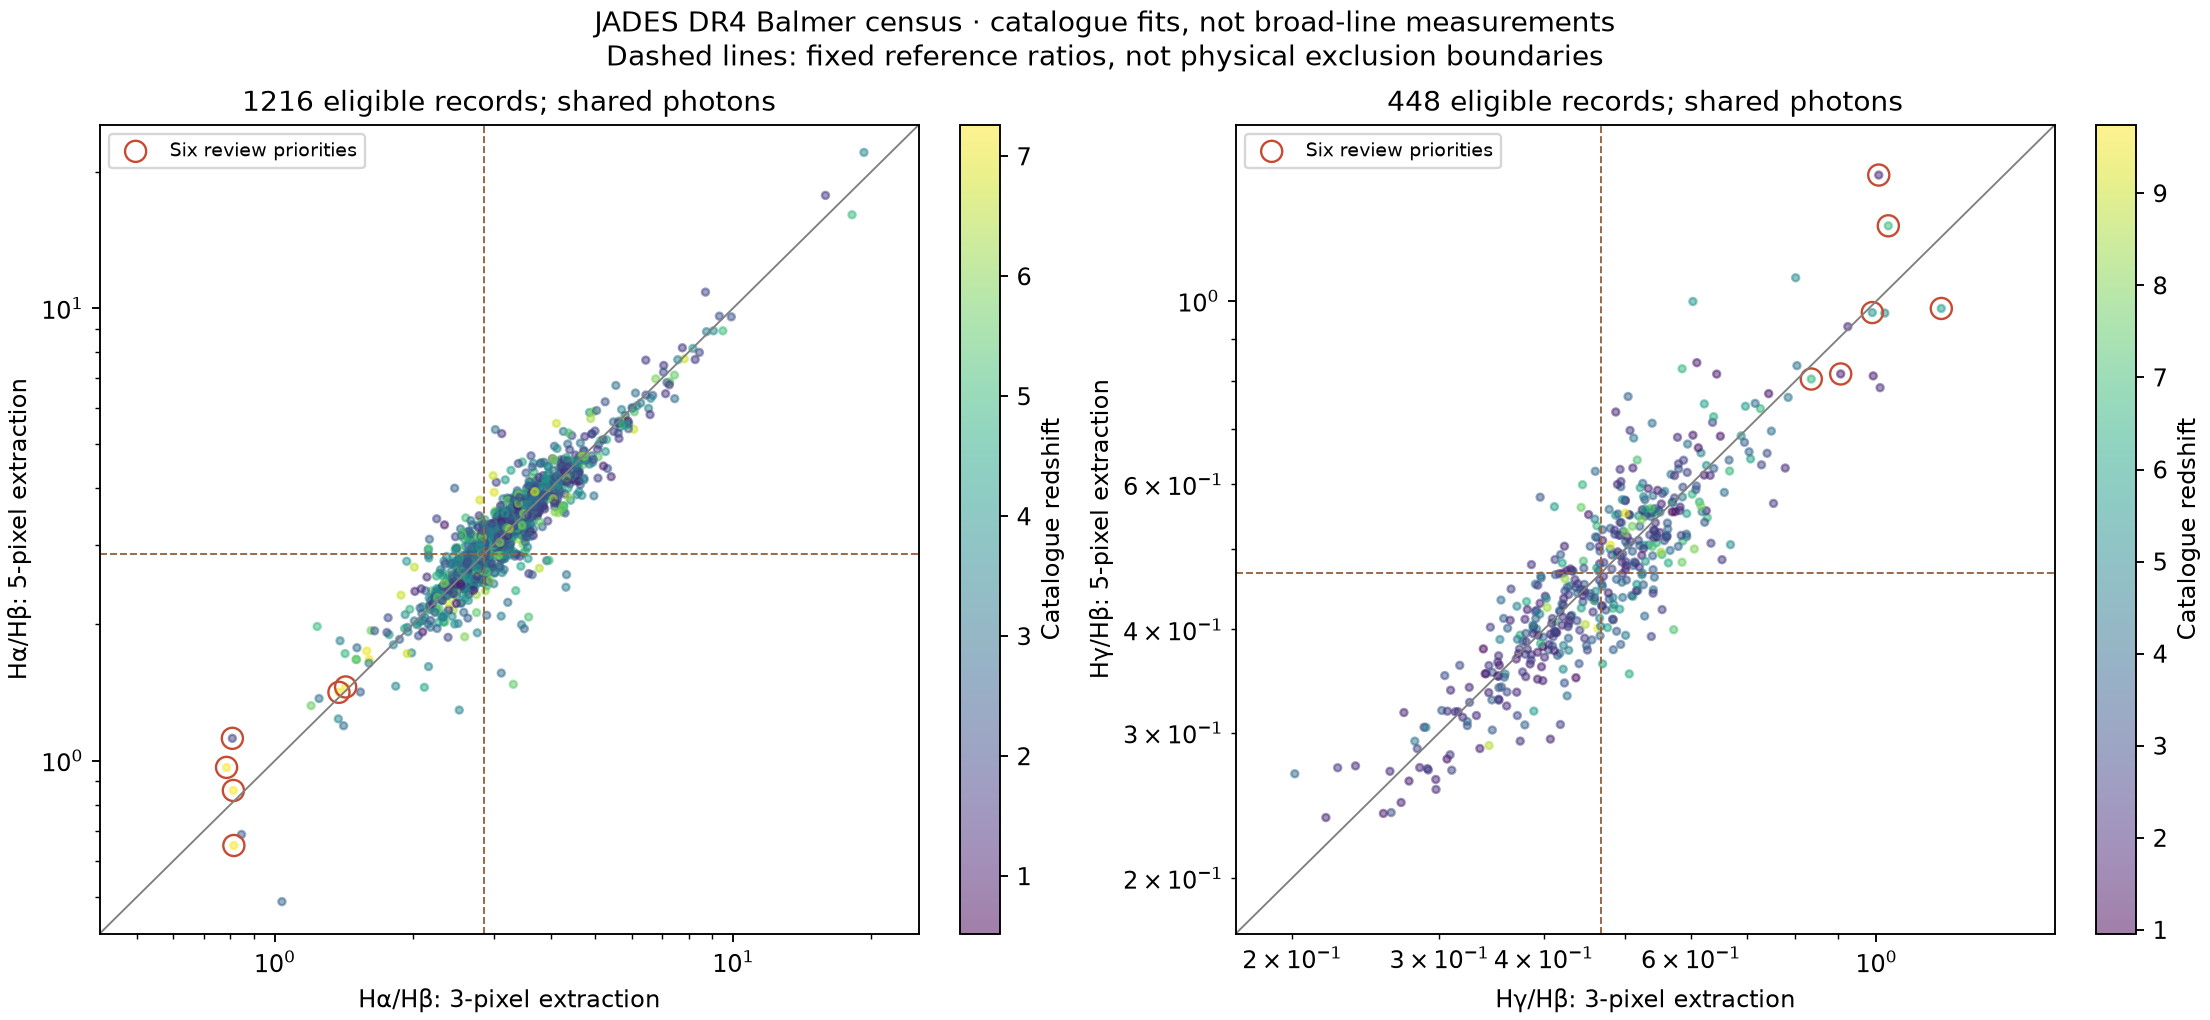 JADES DR4 Balmer census · catalogue fits, not broad-line measurements
Dashed lines: fixed reference ratios, not physical exclusion boundaries
1216 eligible records; shared photons
Six review priorities
10¹
10⁰
Hα/Hβ: 5-pixel extraction
10⁰
10¹
Hα/Hβ: 3-pixel extraction
7
6
5
4
3
2
1
Catalogue redshift
448 eligible records; shared photons
Six review priorities
10⁰
6 × 10⁻¹
4 × 10⁻¹
3 × 10⁻¹
2 × 10⁻¹
Hγ/Hβ: 5-pixel extraction
2 × 10⁻¹
3 × 10⁻¹
4 × 10⁻¹
6 × 10⁻¹
10⁰
Hγ/Hβ: 3-pixel extraction
9
8
7
6
5
4
3
2
1
Catalogue redshift